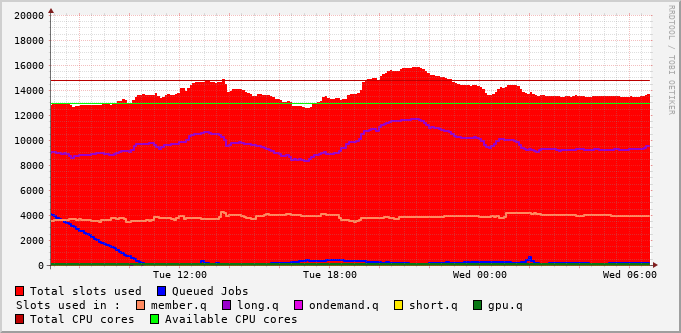 20000
18000
16000
14000
12000
10000
8000
6000
4000
2000
0
Tue 12:00 Tue 18:00 Wed 00:00 Wed 06:00
RRDTOOL / TOBI OETIKER
Total slots used Queued Jobs
Slots used in : member.q long.q ondemand.q short.q gpu.q
Total CPU cores Available CPU cores